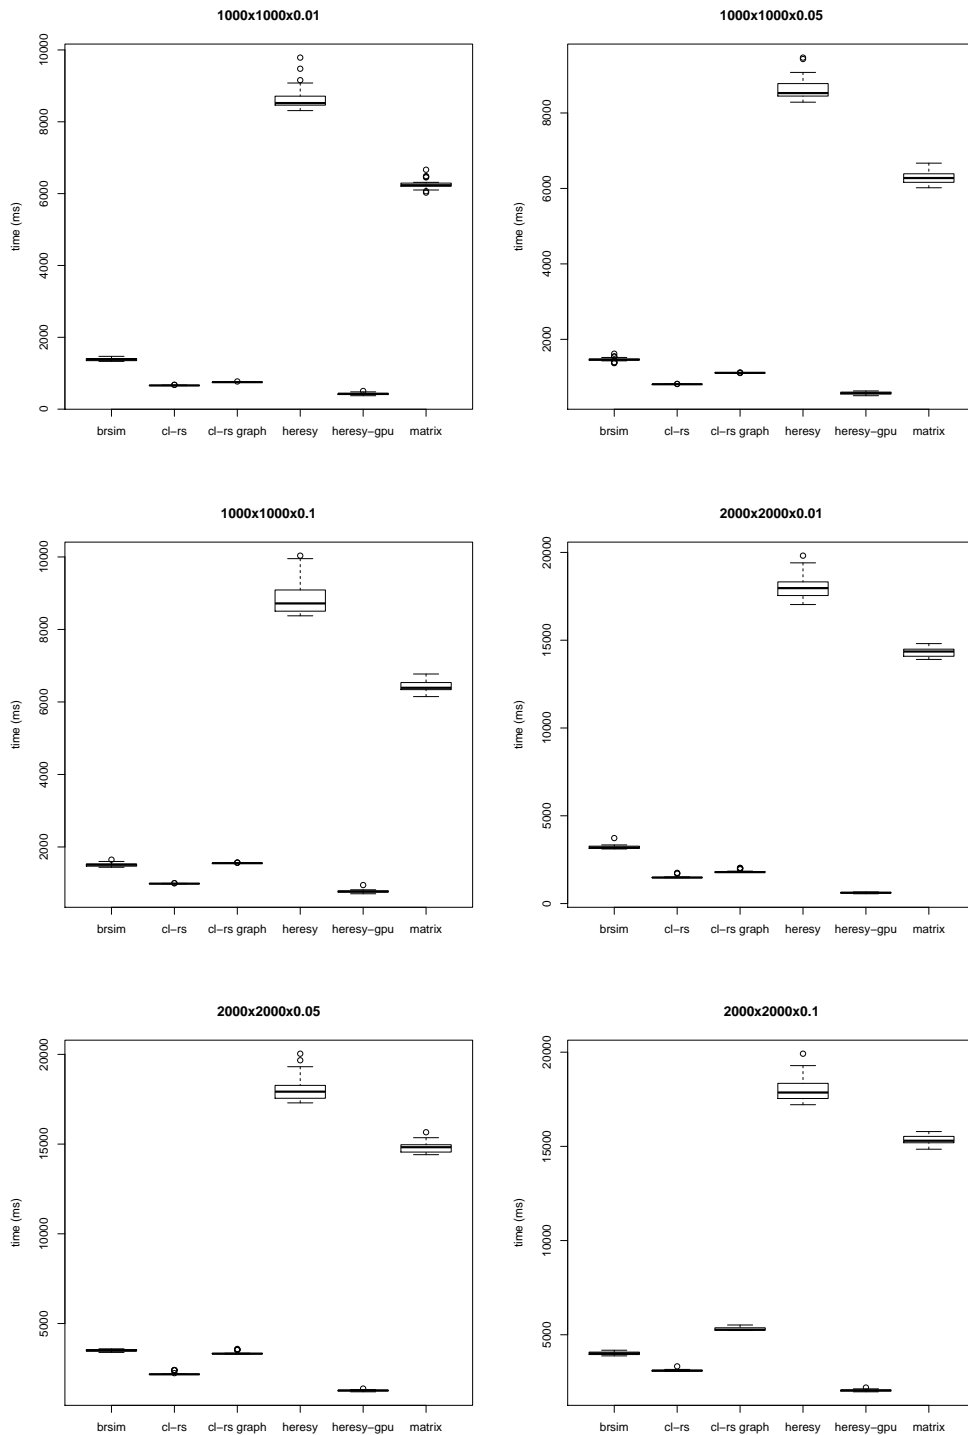 1000x1000x0.01
time (ms)
0 2000 4000 6000 8000 10000
brsim cl−rs cl−rs graph heresy heresy−gpu matrix
1000x1000x0.05
time (ms)
2000 4000 6000 8000
brsim cl−rs cl−rs graph heresy heresy−gpu matrix
1000x1000x0.1
time (ms)
2000 4000 6000 8000 10000
brsim cl−rs cl−rs graph heresy heresy−gpu matrix
2000x2000x0.01
time (ms)
0 5000 10000 15000 20000
brsim cl−rs cl−rs graph heresy heresy−gpu matrix
2000x2000x0.05
time (ms)
5000 10000 15000 20000
brsim cl−rs cl−rs graph heresy heresy−gpu matrix
2000x2000x0.1
time (ms)
5000 10000 15000 20000
brsim cl−rs cl−rs graph heresy heresy−gpu matrix